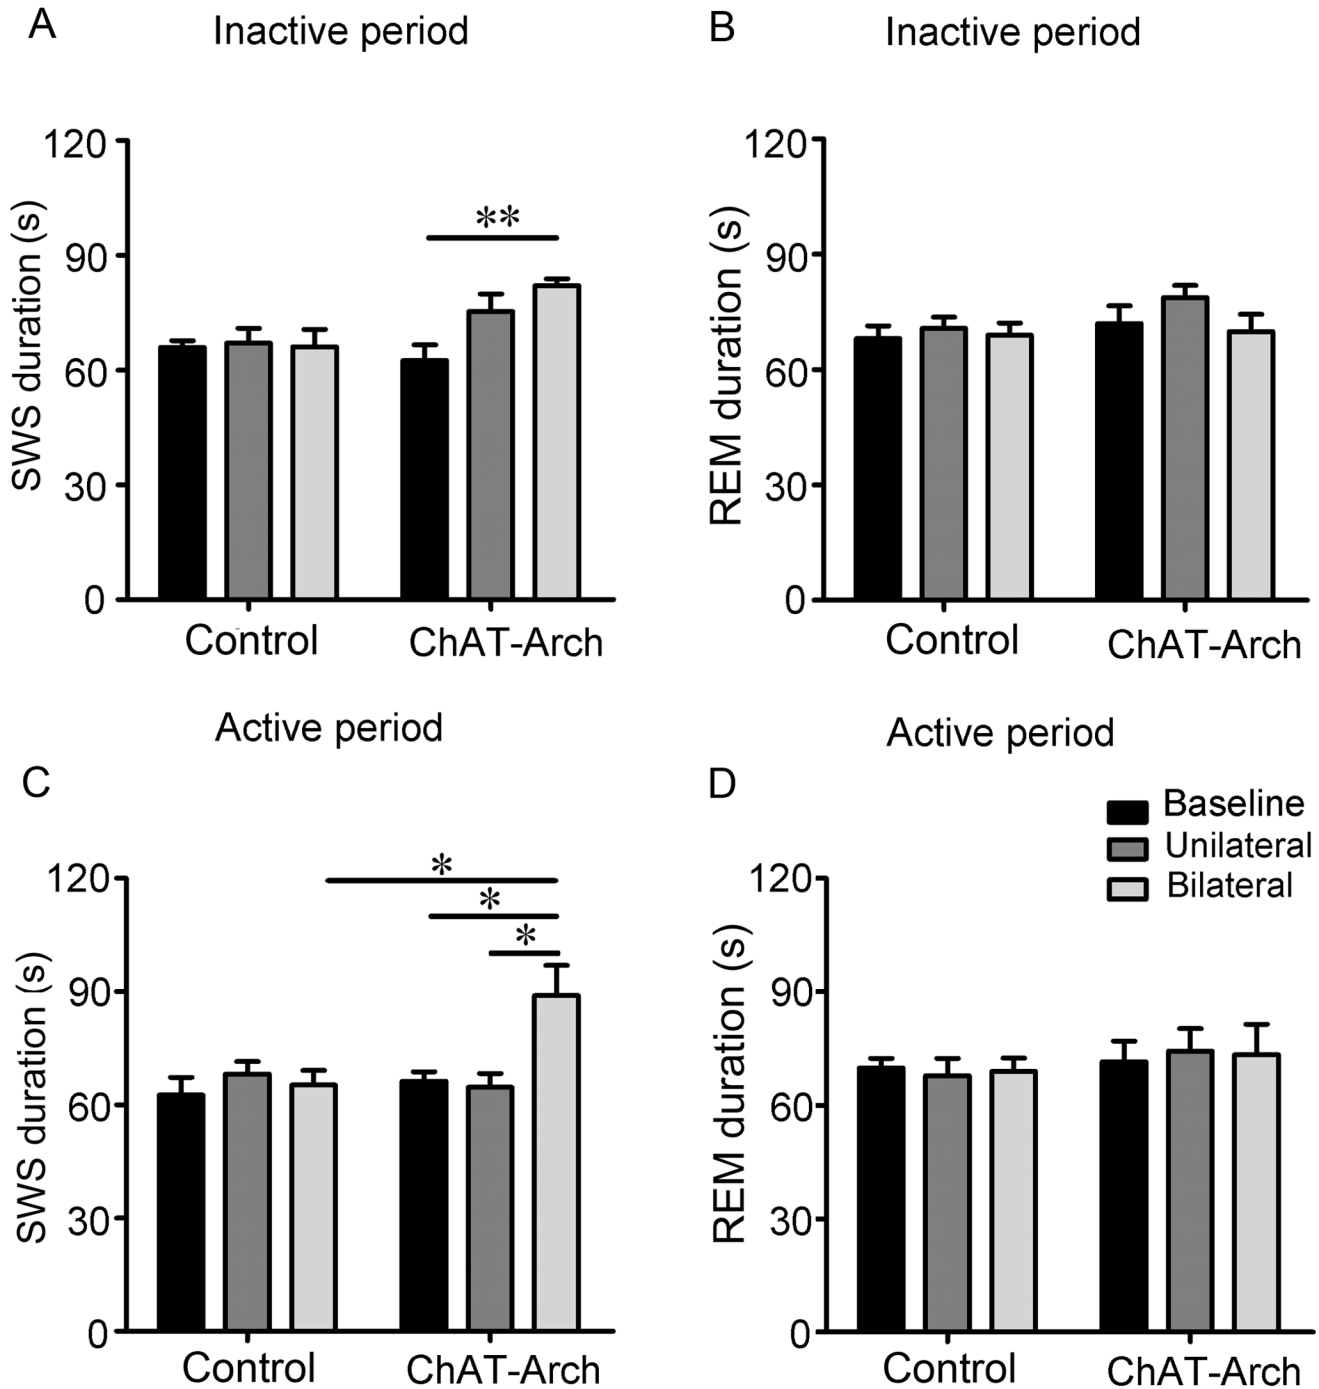 A
Inactive period
SWS duration (s)
120
90
60
30
0
**
Control
ChAT-Arch
B
Inactive period
REM duration (s)
120
90
60
30
0
Control
ChAT-Arch
Active period
C
SWS duration (s)
120
90
60
30
0
*
*
*
Control
ChAT-Arch
Active period
D
Baseline
Unilateral
Bilateral
REM duration (s)
120
90
60
30
0
Control
ChAT-Arch